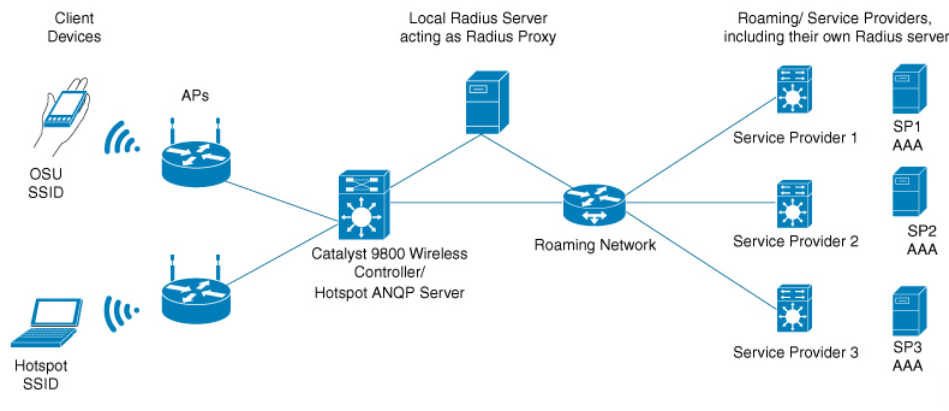 Client
Devices
Local Radius Server
acting as Radius Proxy
Roaming/ Service Providers,
including their own Radius server
APs
OSU
SSID
Service Provider 1
SP1
AAA
Catalyst 9800 Wireless
Controller/
Hotspot ANQP Server
Roaming Network
Service Provider 2
SP2
AAA
Hotspot
SSID
Service Provider 3
SP3
AAA